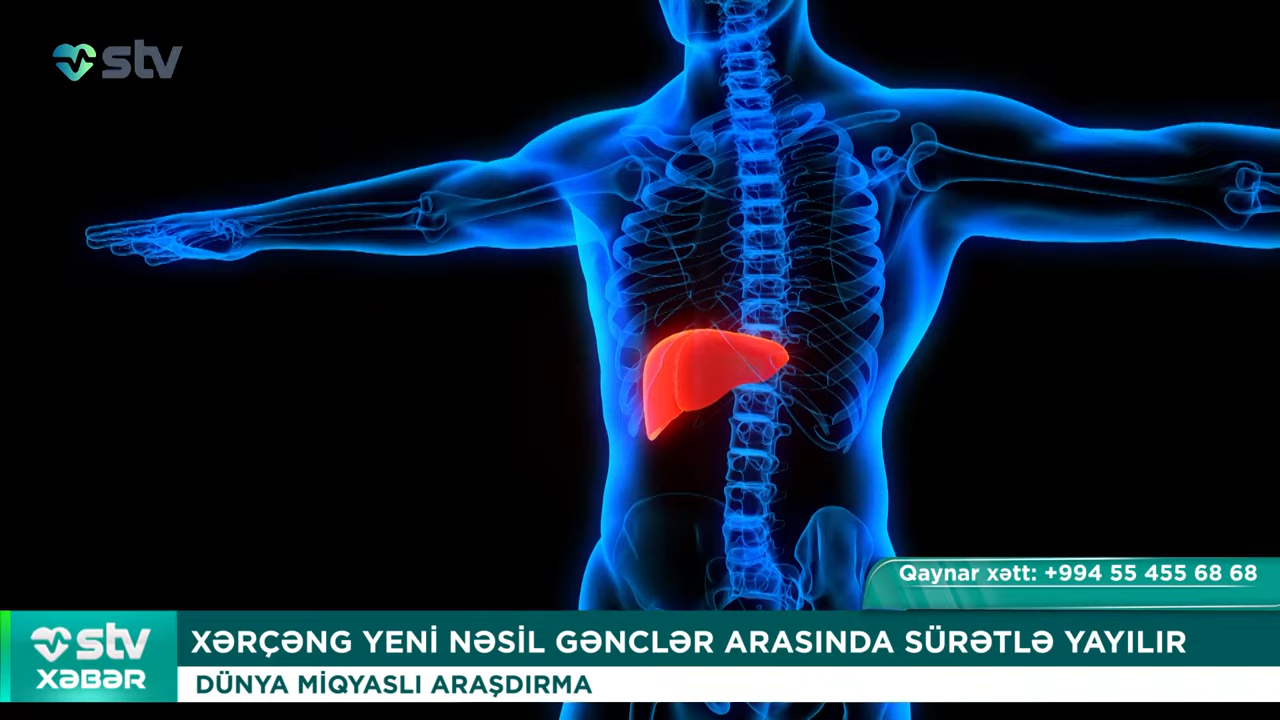 stv
Qaynar xətt: +994 55 455 68 68
stv
XƏBƏR
XƏRÇƏNG YENİ NƏSİL GƏNCLƏR ARASINDA SÜRƏTLƏ YAYILIR
DÜNYA MİQYASLI ARAŞDIRMA